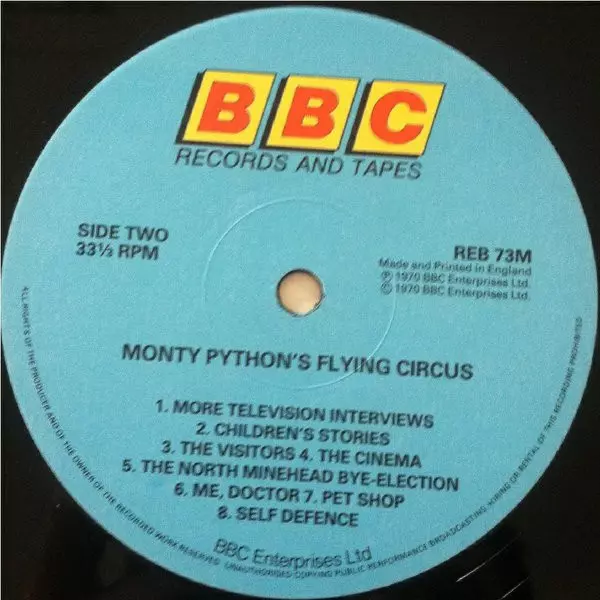 BBC
RECORDS AND TAPES
SIDE TWO
33⅓ RPM
REB 73M
Made and Printed in England
Ⓟ 1970 BBC Enterprises Ltd.
© 1970 BBC Enterprises Ltd.
MONTY PYTHON'S FLYING CIRCUS
1. MORE TELEVISION INTERVIEWS
2. CHILDREN'S STORIES
3. THE VISITORS 4. THE CINEMA
5. THE NORTH MINEHEAD BYE-ELECTION
6. ME, DOCTOR 7. PET SHOP
8. SELF DEFENCE
BBC Enterprises Ltd
ALL RIGHTS OF THE PRODUCER AND OF THE OWNER OF THE RECORDED WORK RESERVED. UNAUTHORISED COPYING PUBLIC PERFORMANCE BROADCASTING HIRING OR RENTAL OF THIS RECORDING PROHIBITED